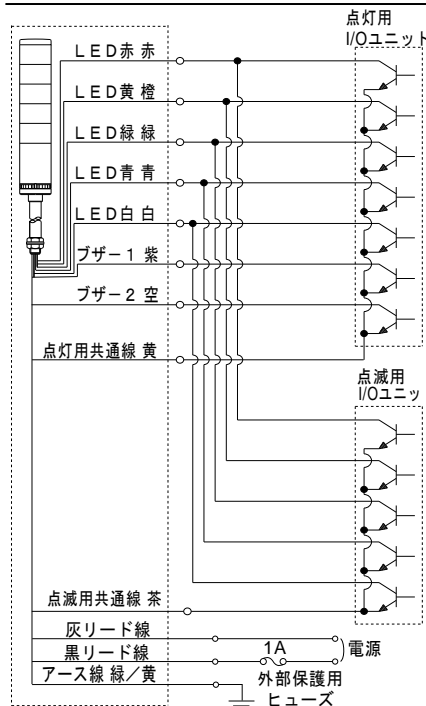 点灯用
I/Oユニット
LED赤 赤
LED黄 橙
LED緑 緑
LED青 青
LED白 白
ブザー1 紫
ブザー2 空
点灯用共通線 黄
点滅用
I/Oユニッ
点滅用共通線 茶
灰リード線
黒リード線
1A
電源
アース線 緑／黄
外部保護用
ヒューズ